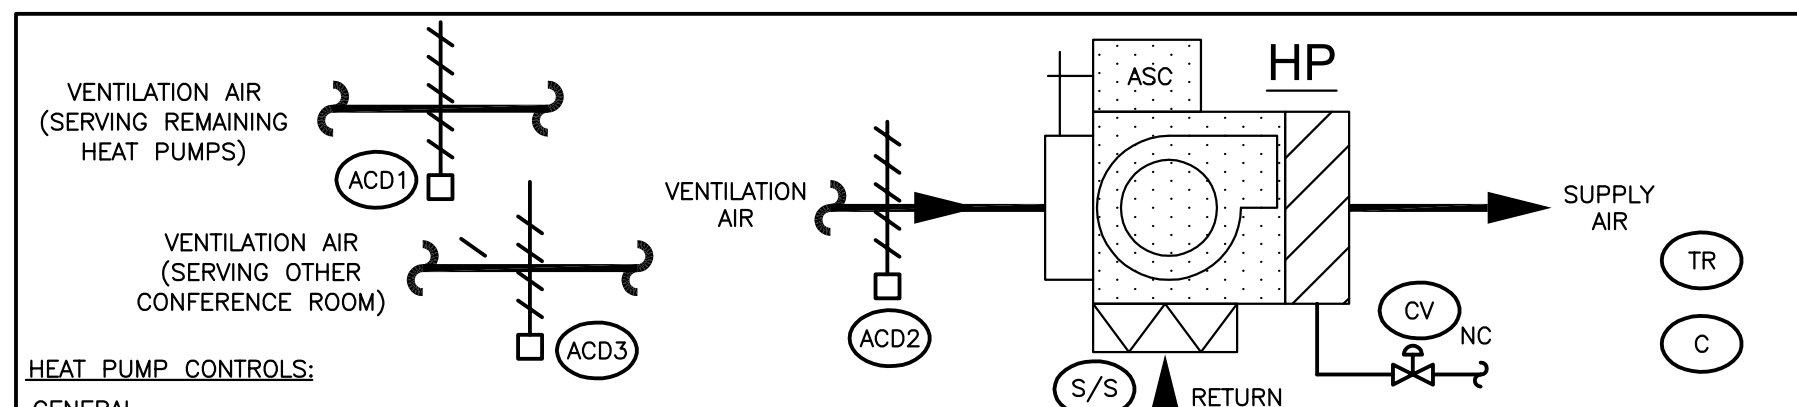 VENTILATION AIR
(SERVING REMAINING
HEAT PUMPS)
ACD1
VENTILATION AIR
(SERVING OTHER
CONFERENCE ROOM)
ACD3
VENTILATION
AIR
ACD2
ASC
HP
SUPPLY
AIR
TR
CV
NC
C
S/S
RETURN
HEAT PUMP CONTROLS:
GENERAL